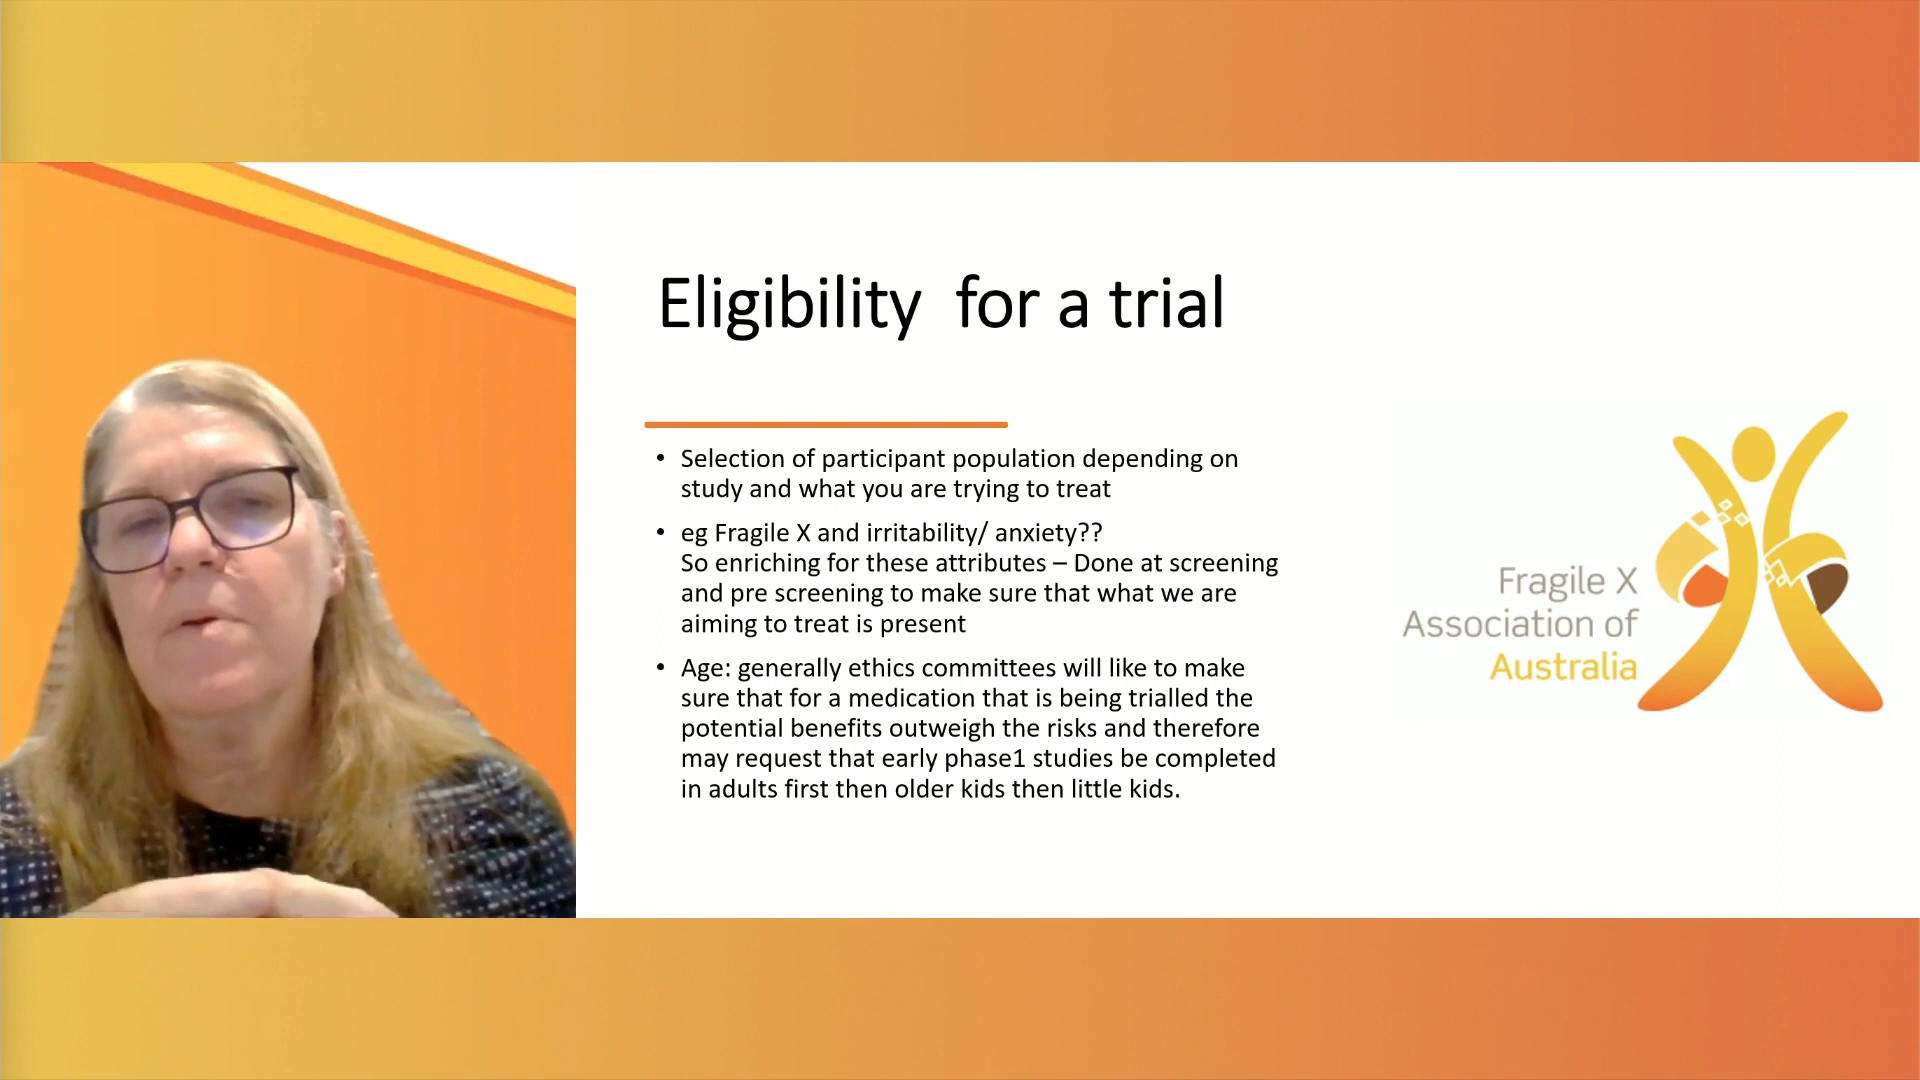 Eligibility  for a trial
• Selection of participant population depending on
study and what you are trying to treat
• eg Fragile X and irritability/ anxiety??
So enriching for these attributes – Done at screening
and pre screening to make sure that what we are
aiming to treat is present
• Age: generally ethics committees will like to make
sure that for a medication that is being trialled the
potential benefits outweigh the risks and therefore
may request that early phase1 studies be completed
in adults first then older kids then little kids.
Fragile X
Association of
Australia